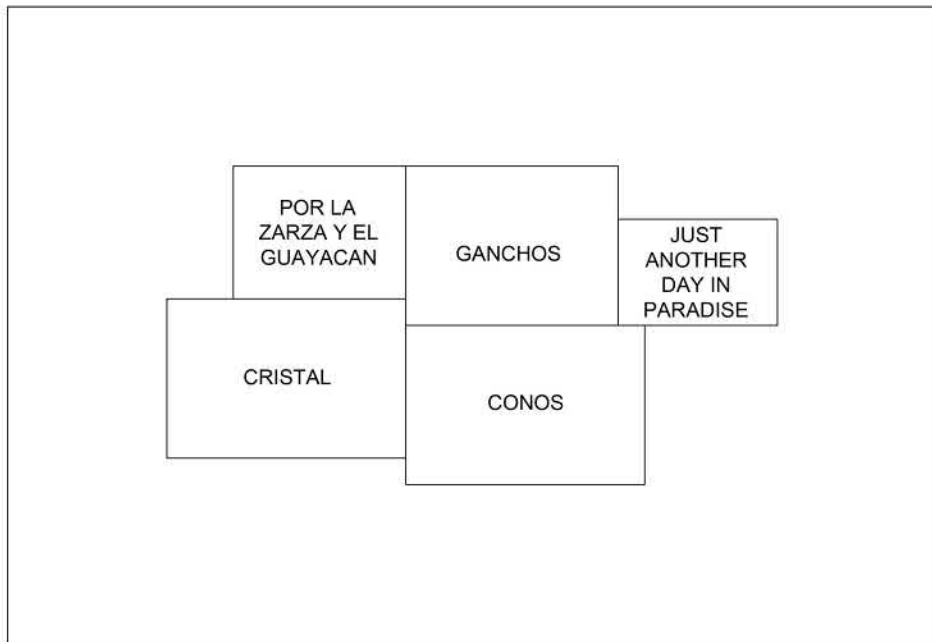 POR LA
ZARZA Y EL
GUAYACAN
GANCHOS
JUST
ANOTHER
DAY IN
PARADISE
CRISTAL
CONOS